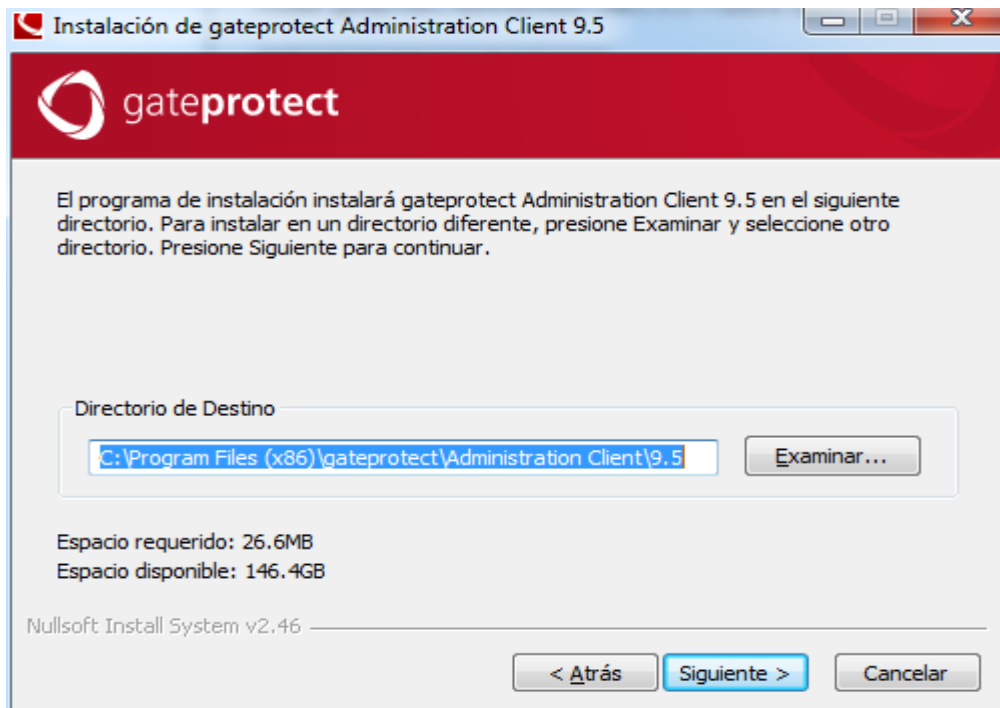 Instalación de gateprotect Administration Client 9.5
gateprotect
El programa de instalación instalará gateprotect Administration Client 9.5 en el siguiente
directorio. Para instalar en un directorio diferente, presione Examinar y seleccione otro
directorio. Presione Siguiente para continuar.
Directorio de Destino
C:\Program Files (x86)\gateprotect\Administration Client\9.5
Examinar...
Espacio requerido: 26.6MB
Espacio disponible: 146.4GB
Nullsoft Install System v2.46
< Atrás
Siguiente >
Cancelar